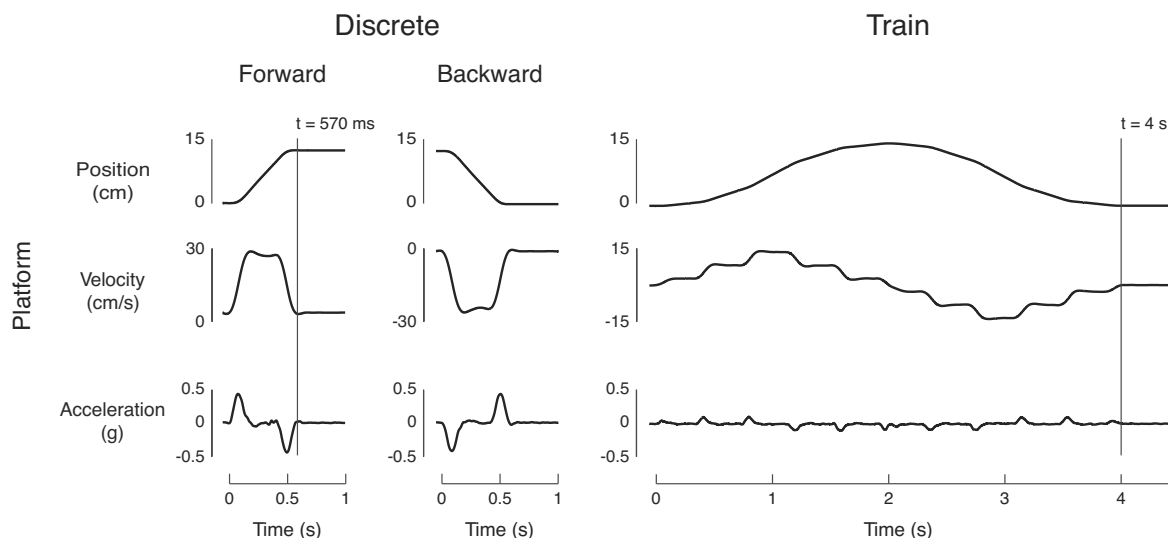 Discrete
Train
Forward
Backward
t = 570 ms
t = 4 s
Platform
Position
(cm)
15
0
15
0
15
0
Velocity
(cm/s)
30
0
0
-30
15
-15
Acceleration
(g)
0.5
0
-0.5
0.5
0
-0.5
0.5
0
-0.5
0 0.5 1
0 0.5 1
0 1 2 3 4
Time (s)
Time (s)
Time (s)